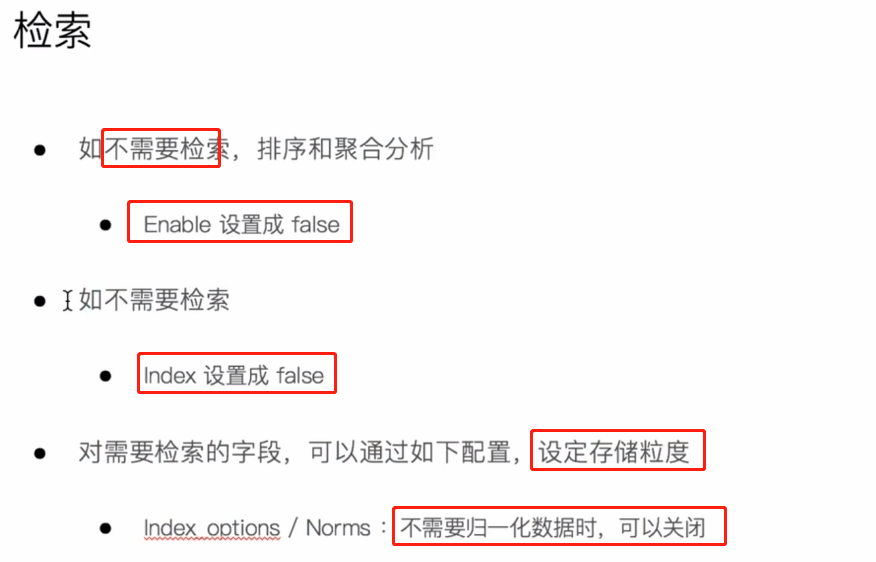 检索
如不需要检索，排序和聚合分析
Enable 设置成 false
如不需要检索
Index 设置成 false
对需要检索的字段，可以通过如下配置，设定存储粒度
Index_options / Norms：不需要归一化数据时，可以关闭